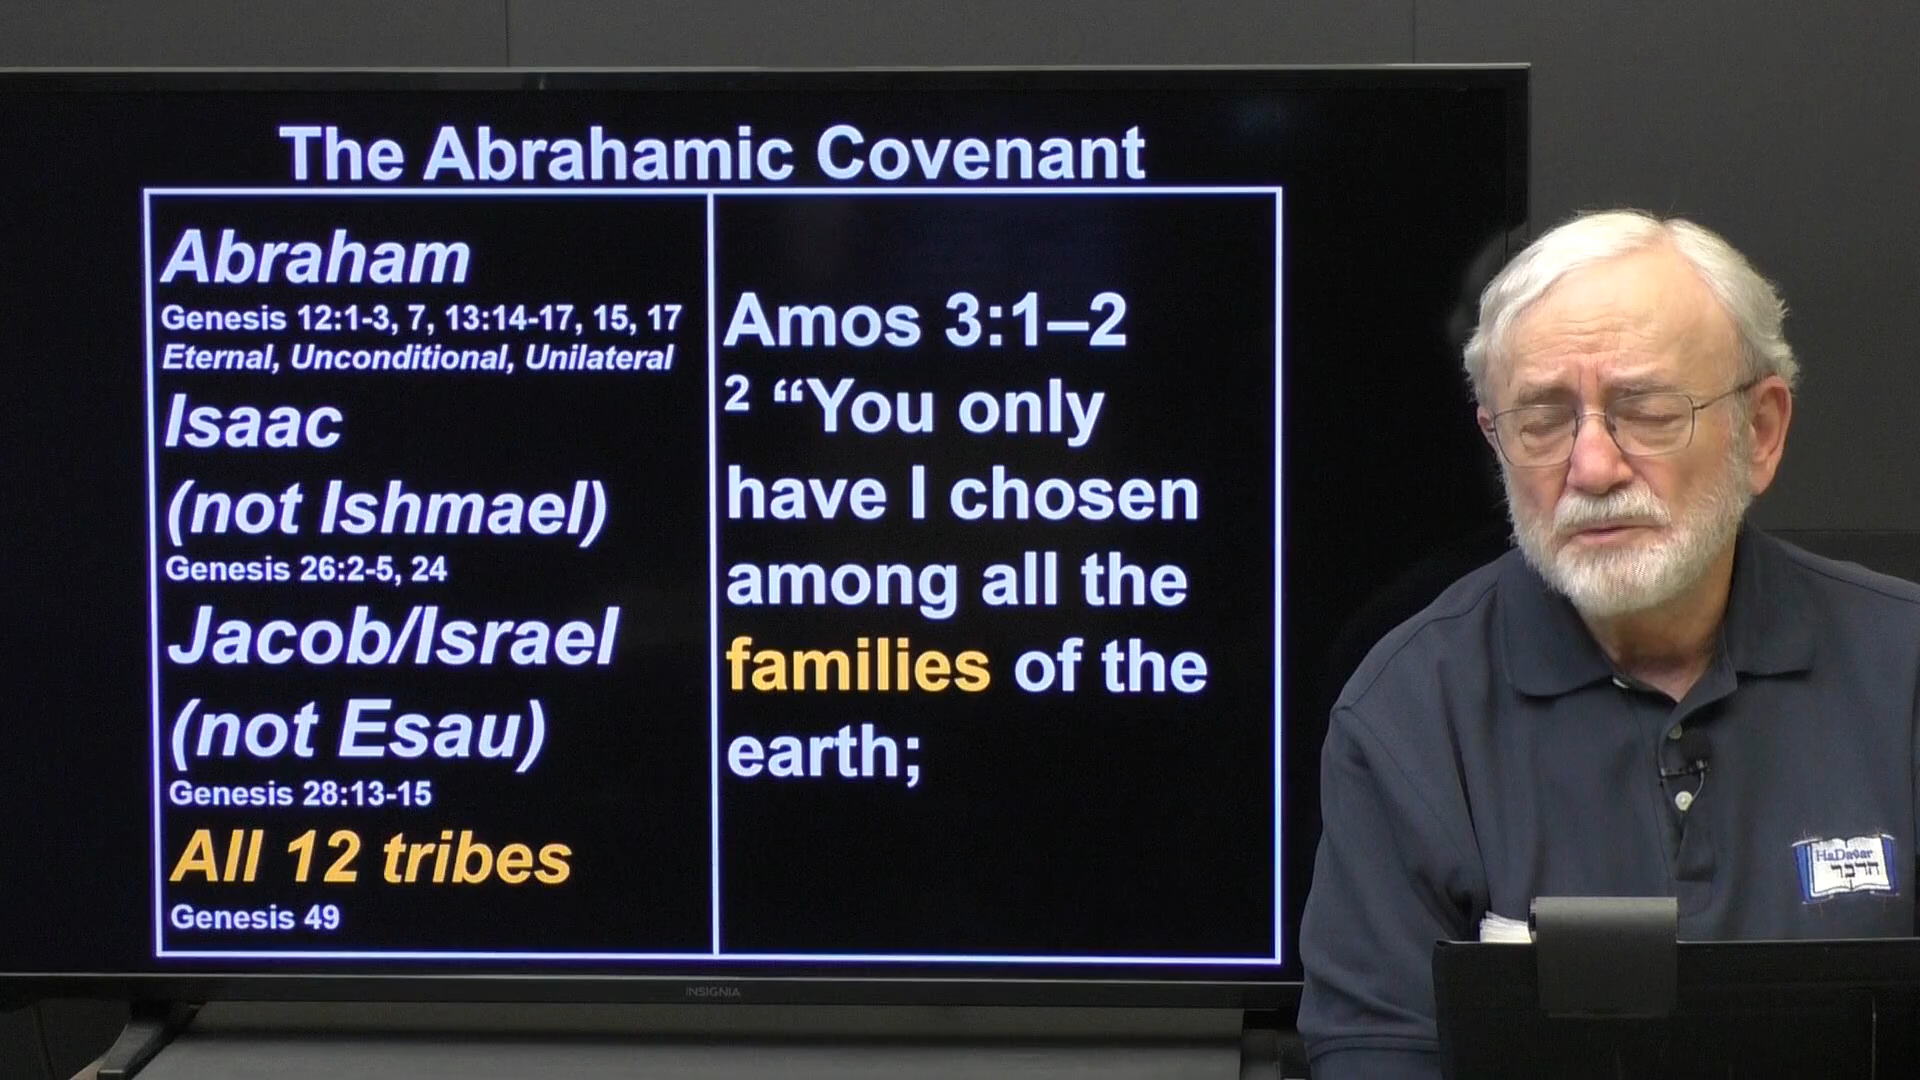 The Abrahamic Covenant
Abraham
Genesis 12:1-3, 7, 13:14-17, 15, 17
Eternal, Unconditional, Unilateral
Isaac
(not Ishmael)
Genesis 26:2-5, 24
Jacob/Israel
(not Esau)
Genesis 28:13-15
All 12 tribes
Genesis 49
Amos 3:1–2
2 “You only
have I chosen
among all the
families of the
earth;
INSIGNIA
HaDavar
הדבר